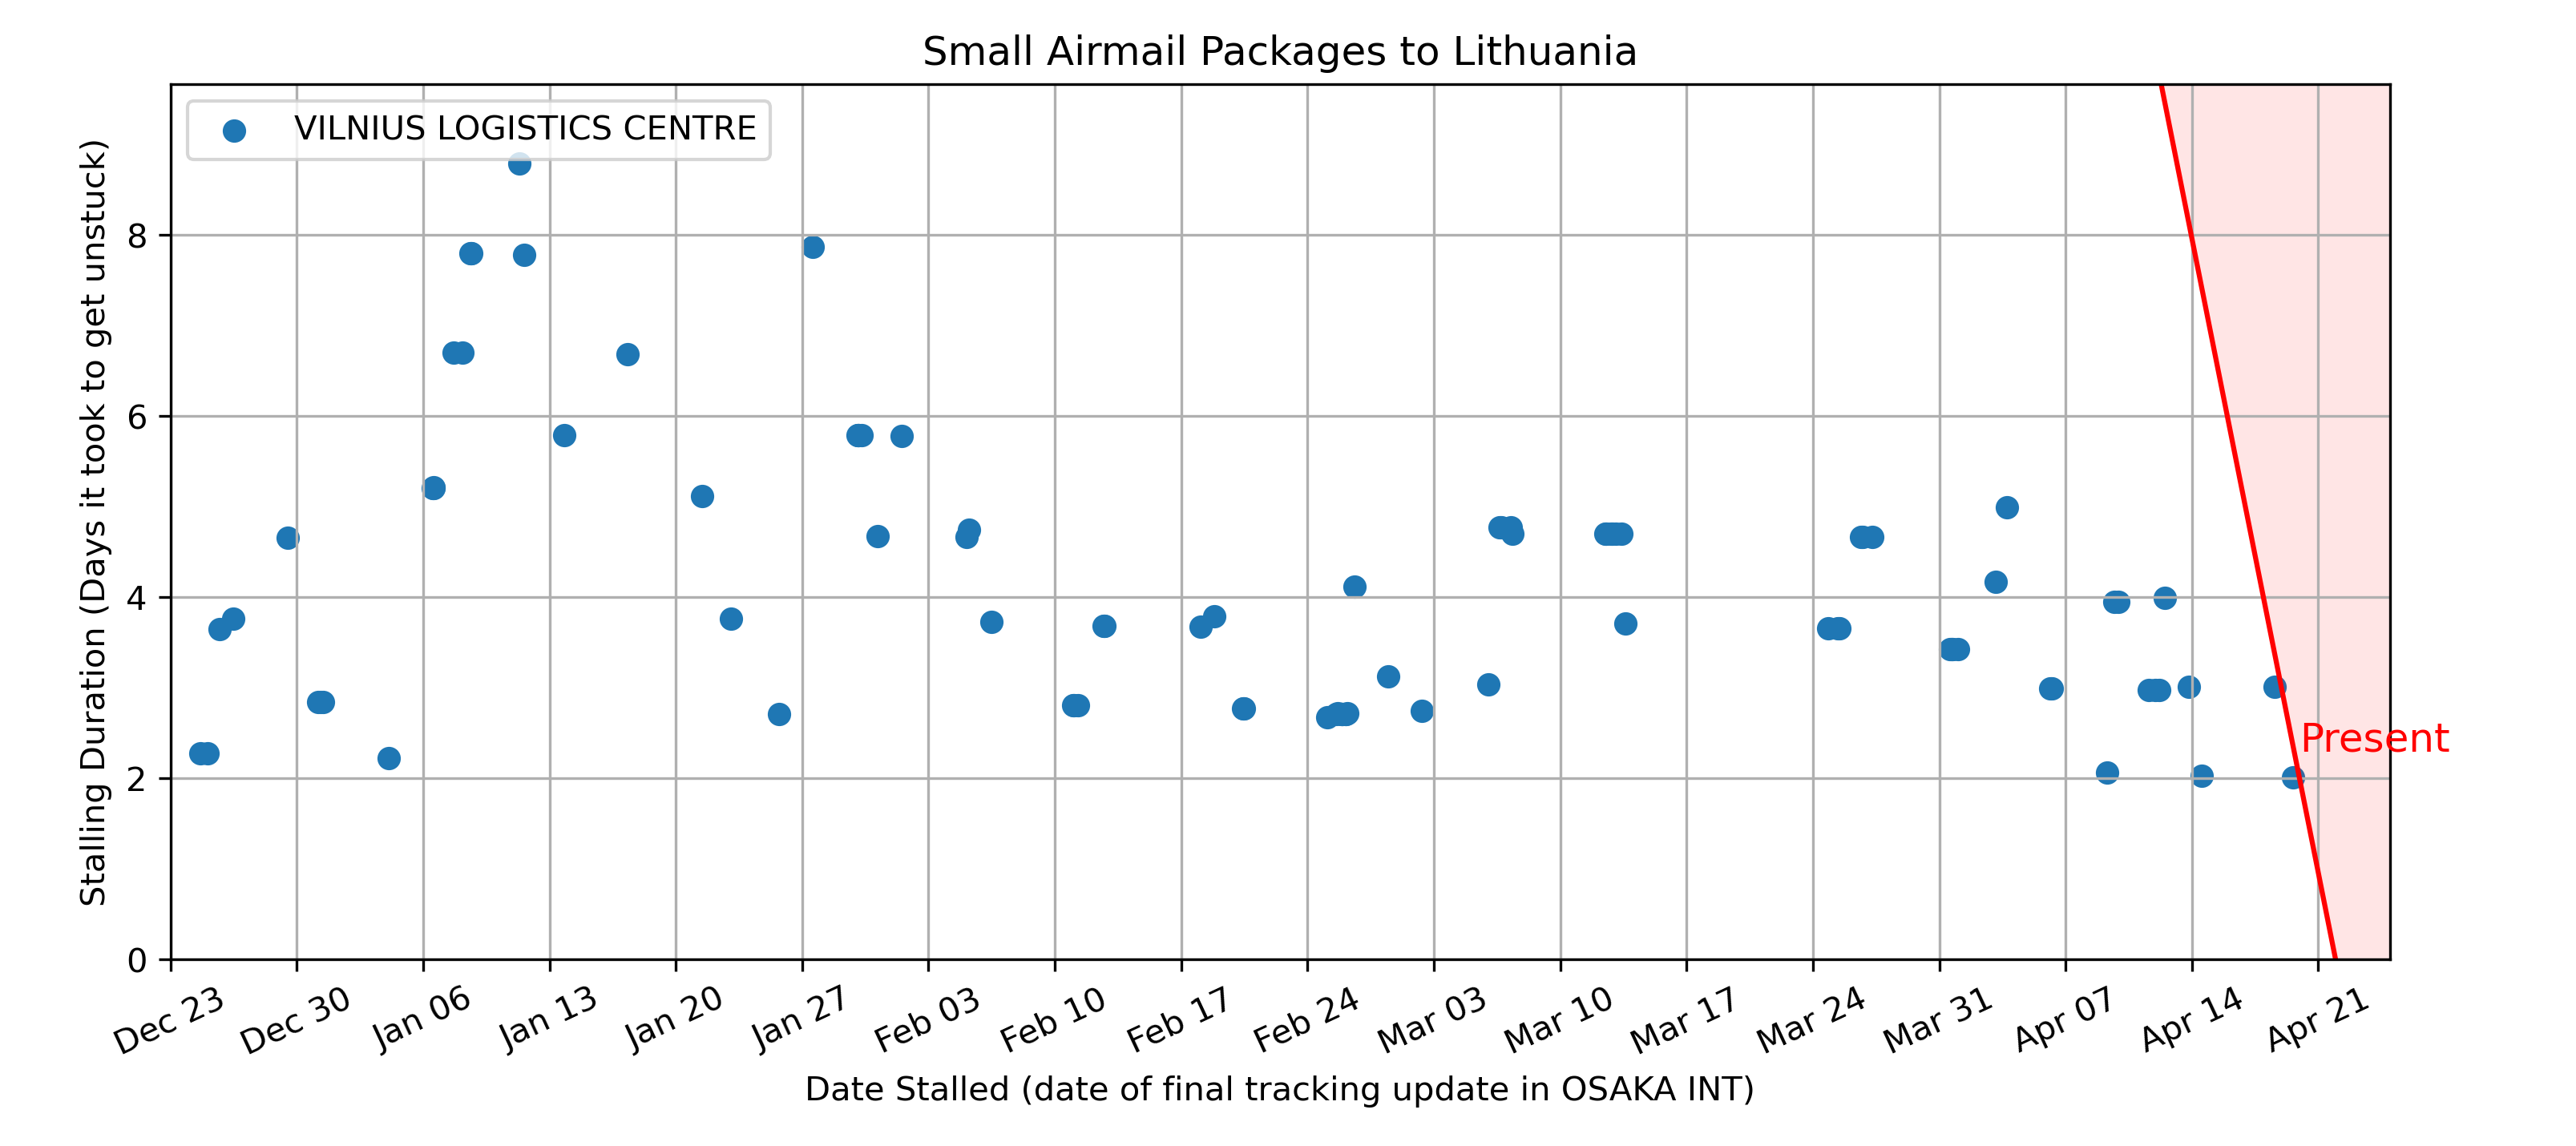 Small Airmail Packages to Lithuania
VILNIUS LOGISTICS CENTRE
Stalling Duration (Days it took to get unstuck)
8
6
4
2
0
Present
Dec 23
Dec 30
Jan 06
Jan 13
Jan 20
Jan 27
Feb 03
Feb 10
Feb 17
Feb 24
Mar 03
Mar 10
Mar 17
Mar 24
Mar 31
Apr 07
Apr 14
Apr 21
Date Stalled (date of final tracking update in OSAKA INT)